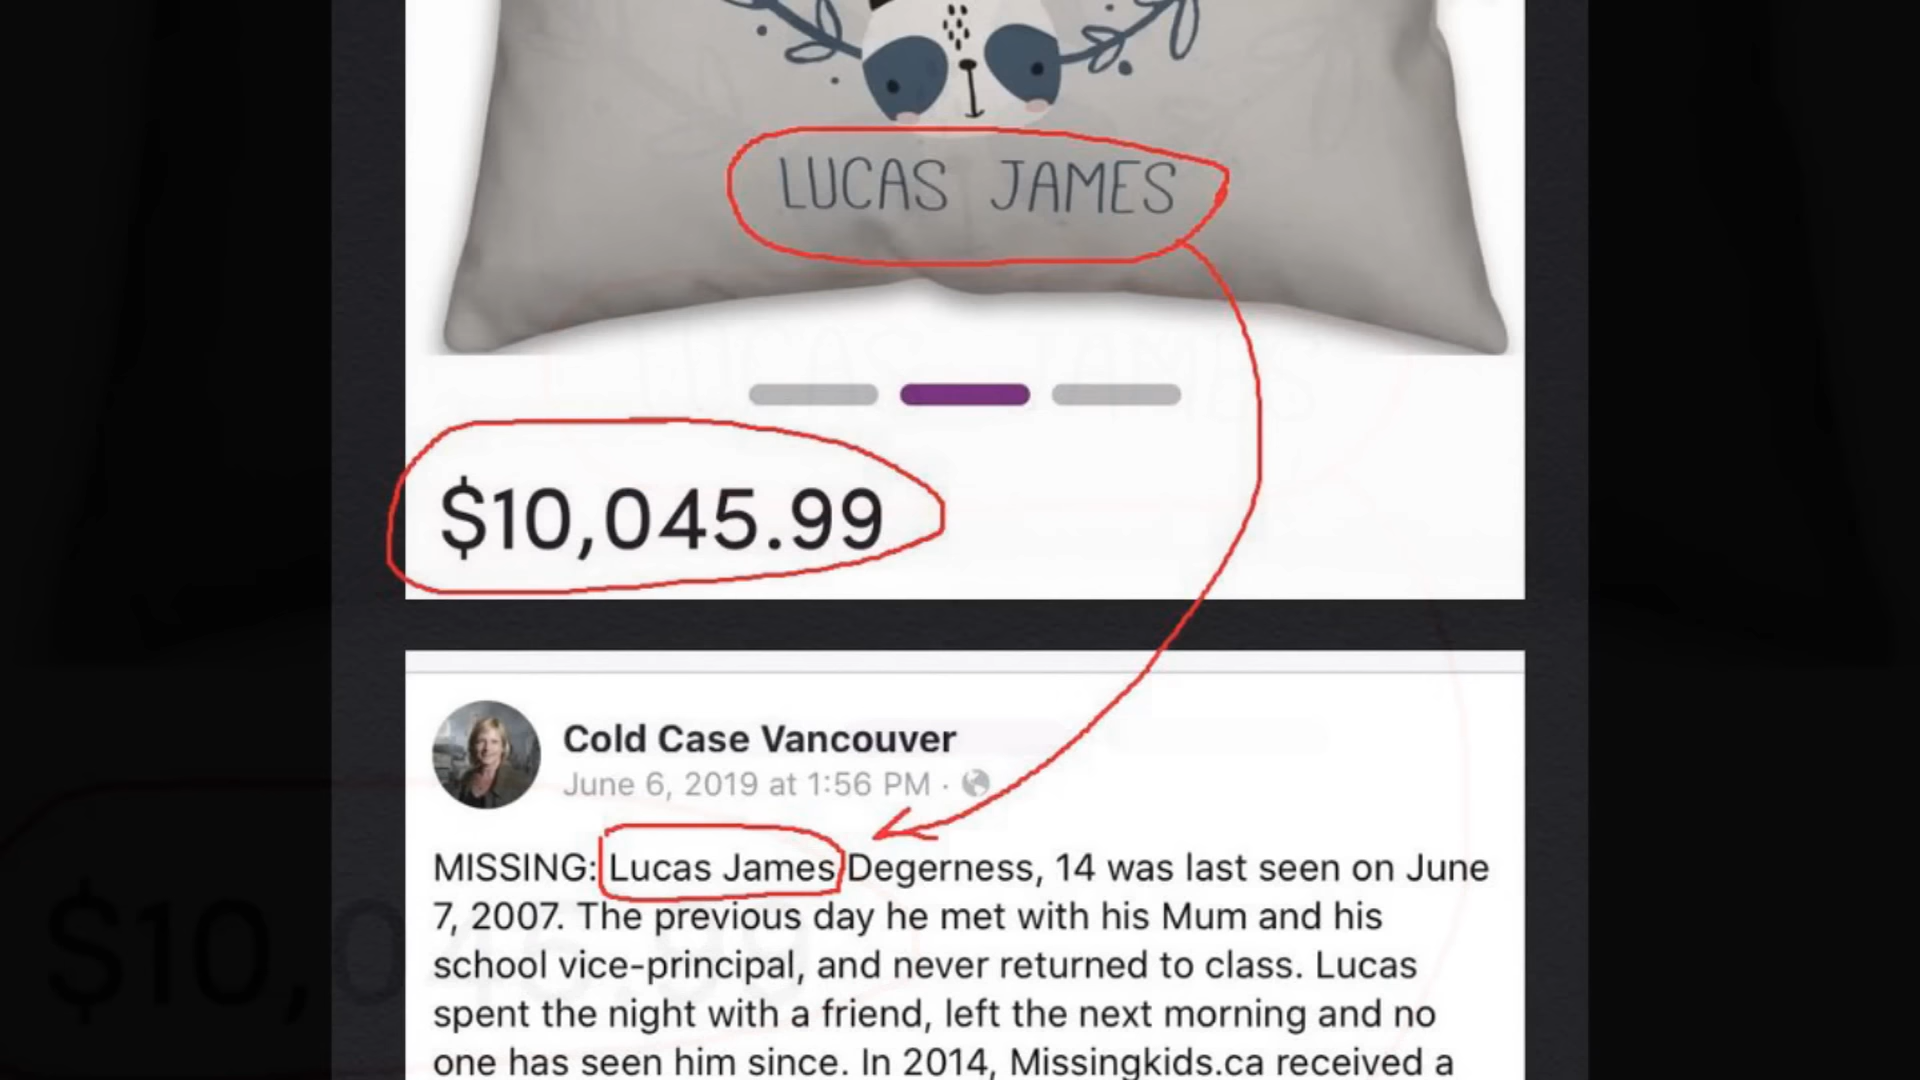 LUCAS JAMES
$10,045.99
Cold Case Vancouver
June 6, 2019 at 1:56 PM ·
MISSING: Lucas James Degerness, 14 was last seen on June
7, 2007. The previous day he met with his Mum and his
school vice-principal, and never returned to class. Lucas
spent the night with a friend, left the next morning and no
one has seen him since. In 2014, Missingkids.ca received a